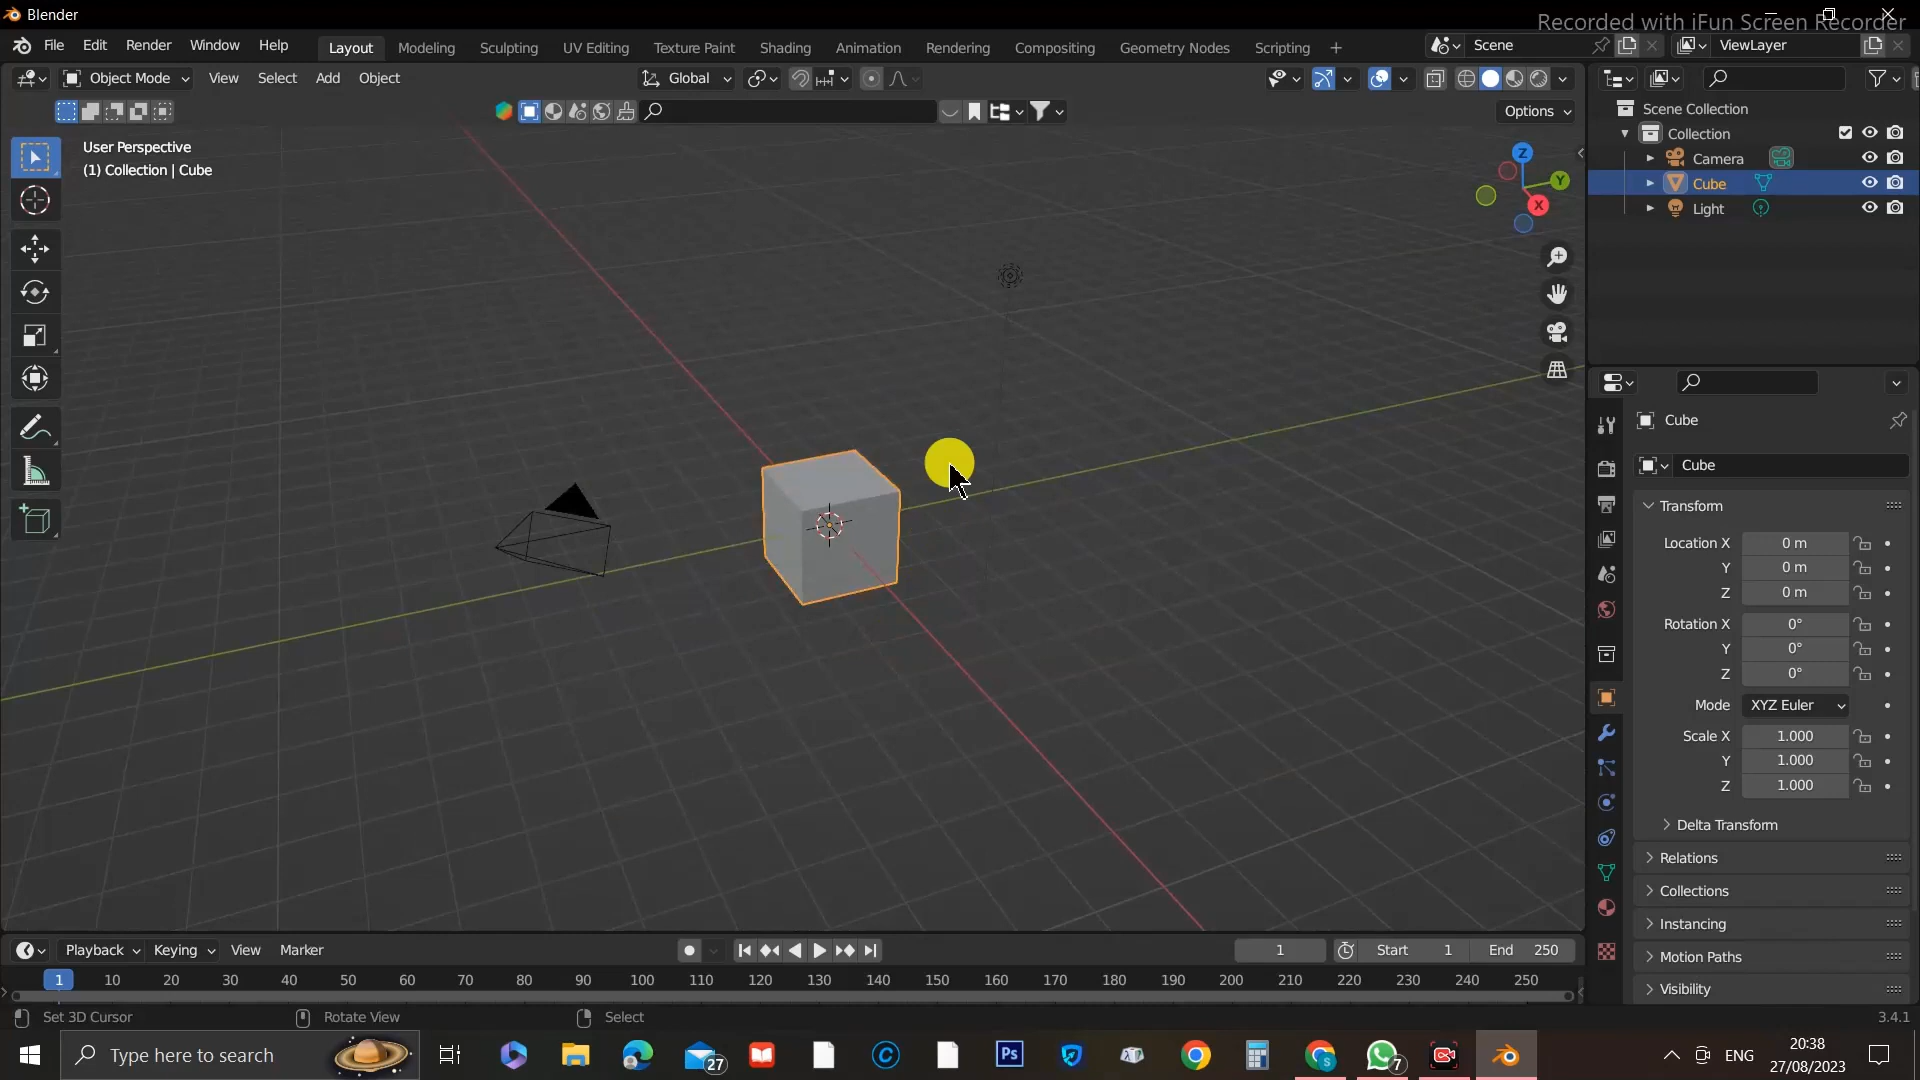 Blender
Recorded with iFun Screen Recorder
File Edit Render Window Help Layout Modeling Sculpting UV Editing Texture Paint Shading Animation Rendering Compositing Geometry Nodes Scripting + Scene ViewLayer
Object Mode View Select Add Object Global
Options
User Perspective
(1) Collection | Cube
Z
Y
X
Scene Collection
Collection
Camera
Cube
Light
Cube
Cube
Transform
Location X 0 m
Y 0 m
Z 0 m
Rotation X 0°
Y 0°
Z 0°
Mode XYZ Euler
Scale X 1.000
Y 1.000
Z 1.000
Delta Transform
Relations
Collections
Instancing
Motion Paths
Visibility
Playback Keying View Marker 1 Start 1 End 250
1 10 20 30 40 50 60 70 80 90 100 110 120 130 140 150 160 170 180 190 200 210 220 230 240 250
Set 3D Cursor Rotate View Select 3.4.1
Type here to search 27 Ps S 7 ENG 20:38
27/08/2023